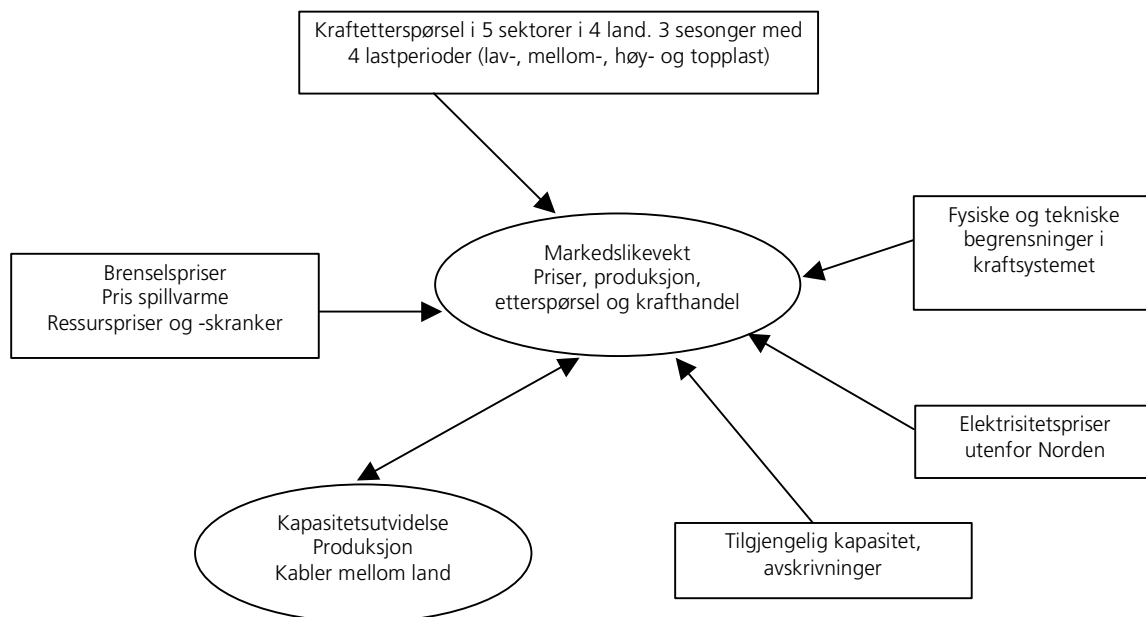 Kraftetterspørsel i 5 sektorer i 4 land. 3 sesonger med
4 lastperioder (lav-, mellom-, høy- og topplast)
Fysiske og tekniske
begrensninger i
kraftsystemet
Markedslikevekt
Priser, produksjon,
etterspørsel og krafthandel
Brenselspriser
Pris spillvarme
Ressurspriser og -skranker
Elektrisitetspriser
utenfor Norden
Kapasitetsutvidelse
Produksjon
Kabler mellom land
Tilgjengelig kapasitet,
avskrivninger